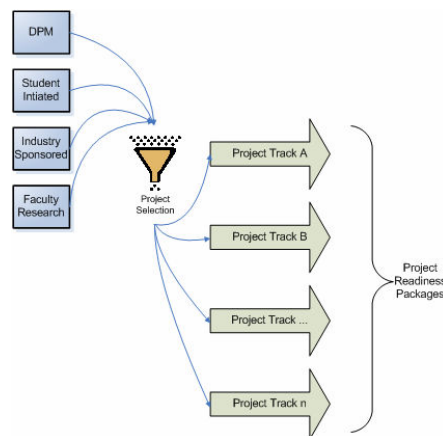 DPM
Student
Intiated
Industry
Sponsored
Faculty
Research
Project
Selection
Project Track A
Project Track B
Project Track ...
Project Track n
Project
Readiness
Packages